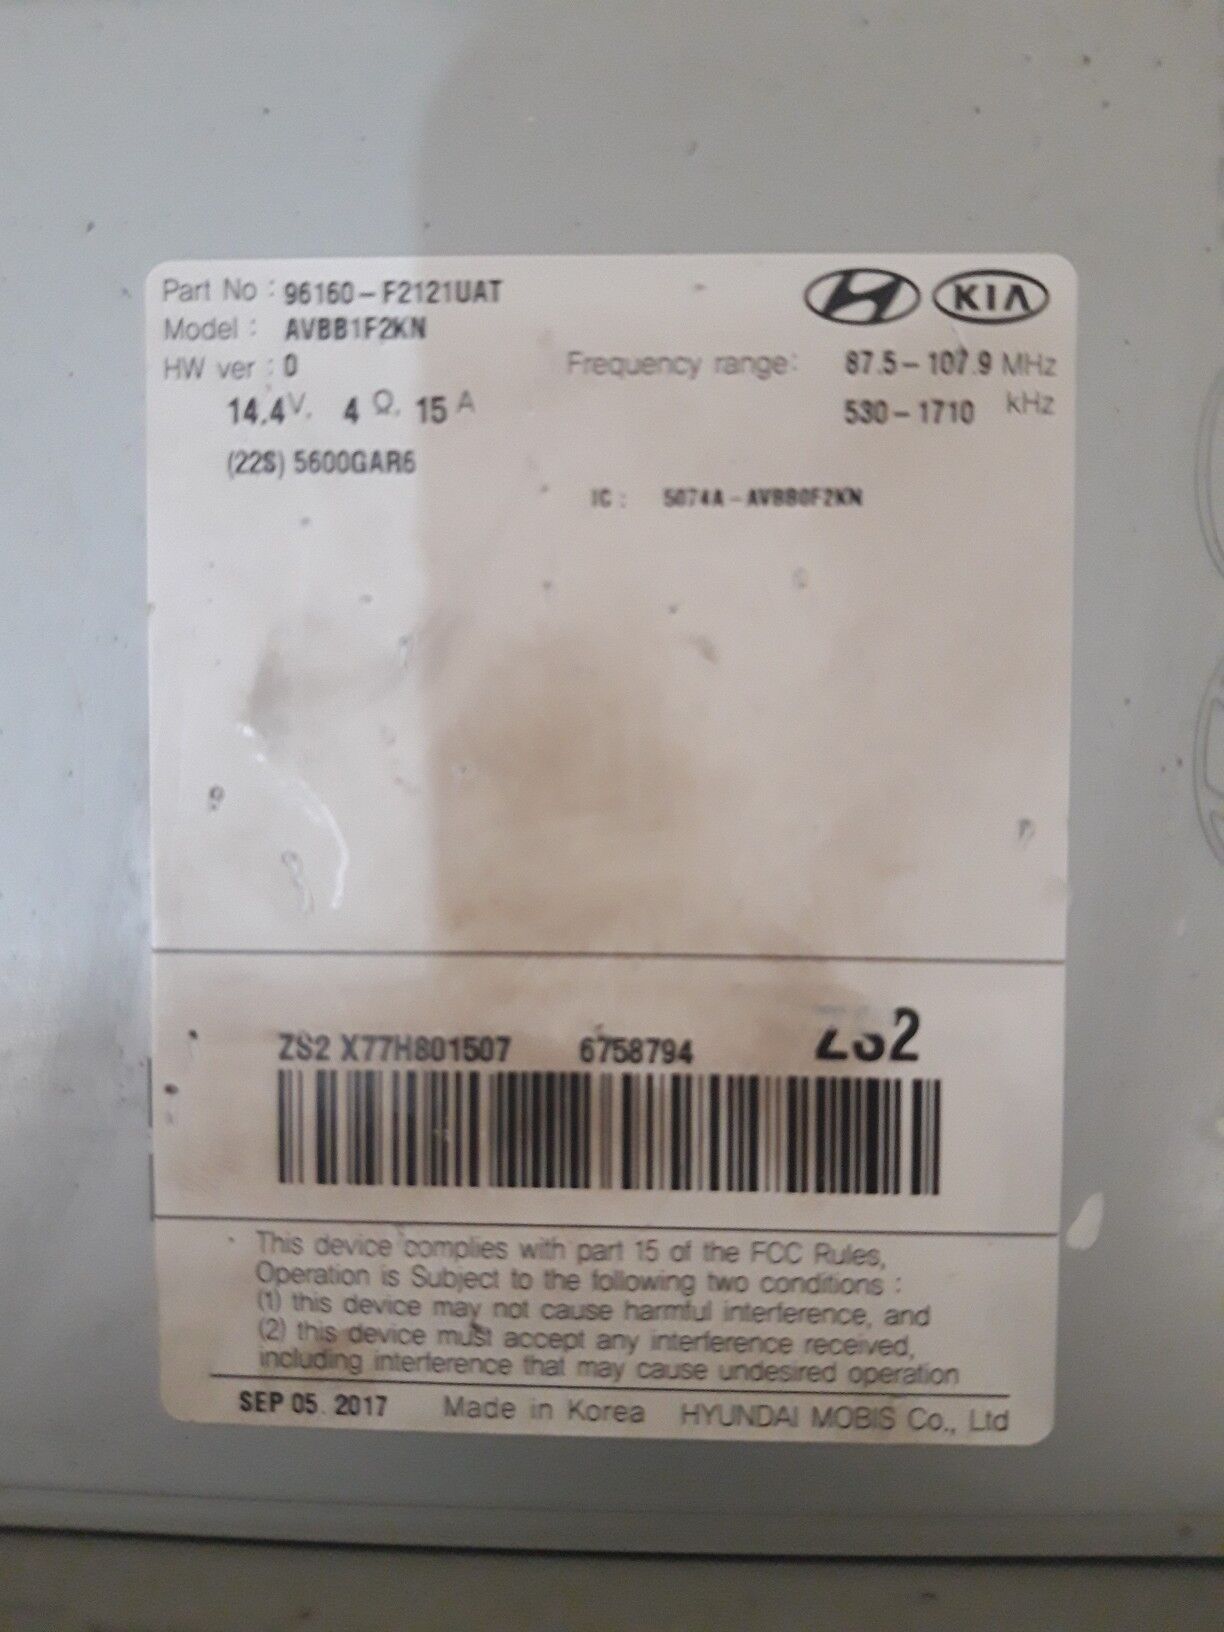 Part No : 96160-F2121UAT
KIA
Model : AVBB1F2KN
HW ver : 0
Frequency range: 87.5-107.9 MHz
14.4V, 4 Ω, 15 A
530-1710 kHz
(22S) 5600GAR6
IC : 5074A-AVBB0F2KN
ZS2 X77H801507 6758794 ZS2
This device complies with part 15 of the FCC Rules,
Operation is Subject to the following two conditions :
(1) this device may not cause harmful interference, and
(2) this device must accept any interference received,
including interference that may cause undesired operation
SEP 05. 2017 Made in Korea HYUNDAI MOBIS Co., Ltd